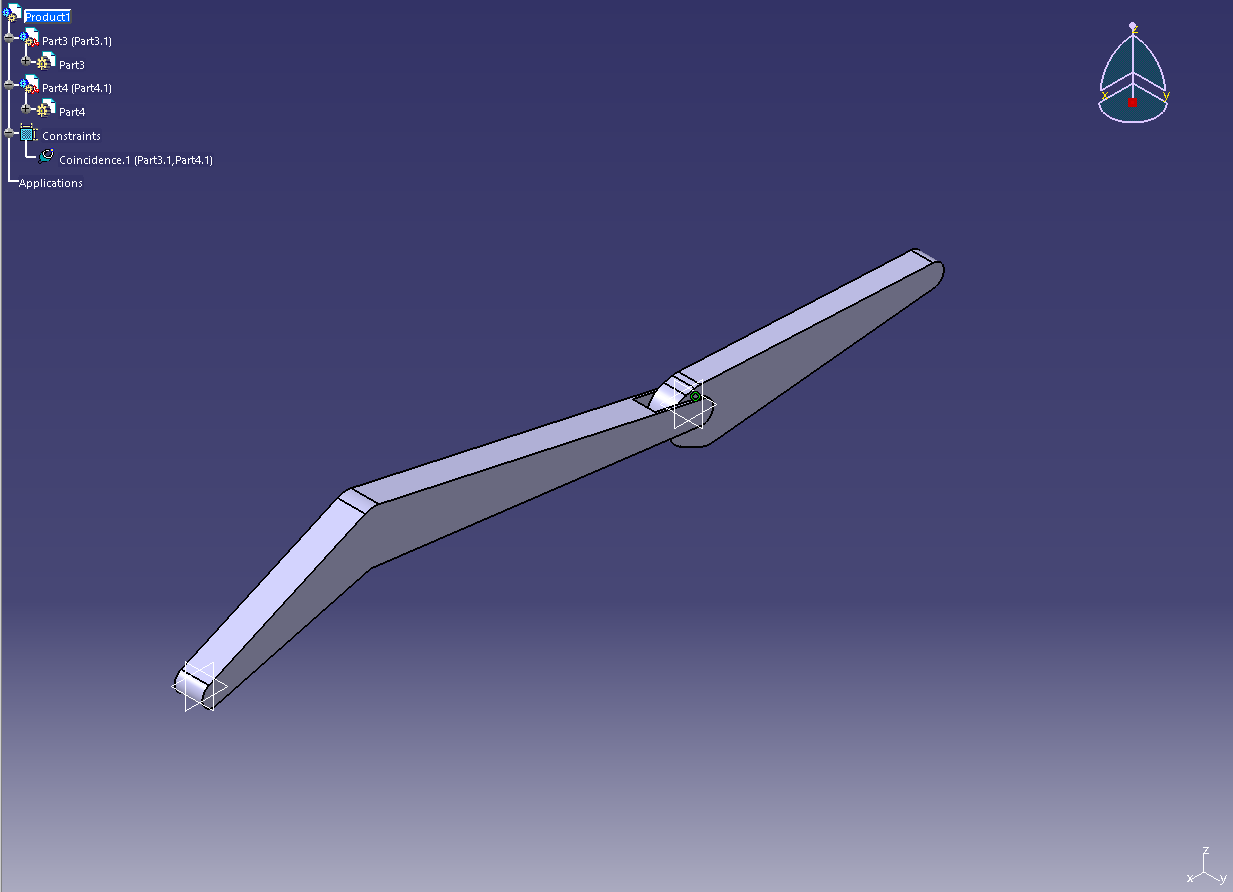 Product1
Part3 (Part3.1)
Part3
Part4 (Part4.1)
Part4
Constraints
Coincidence.1 (Part3.1,Part4.1)
Applications
z
x
y
z
x
y